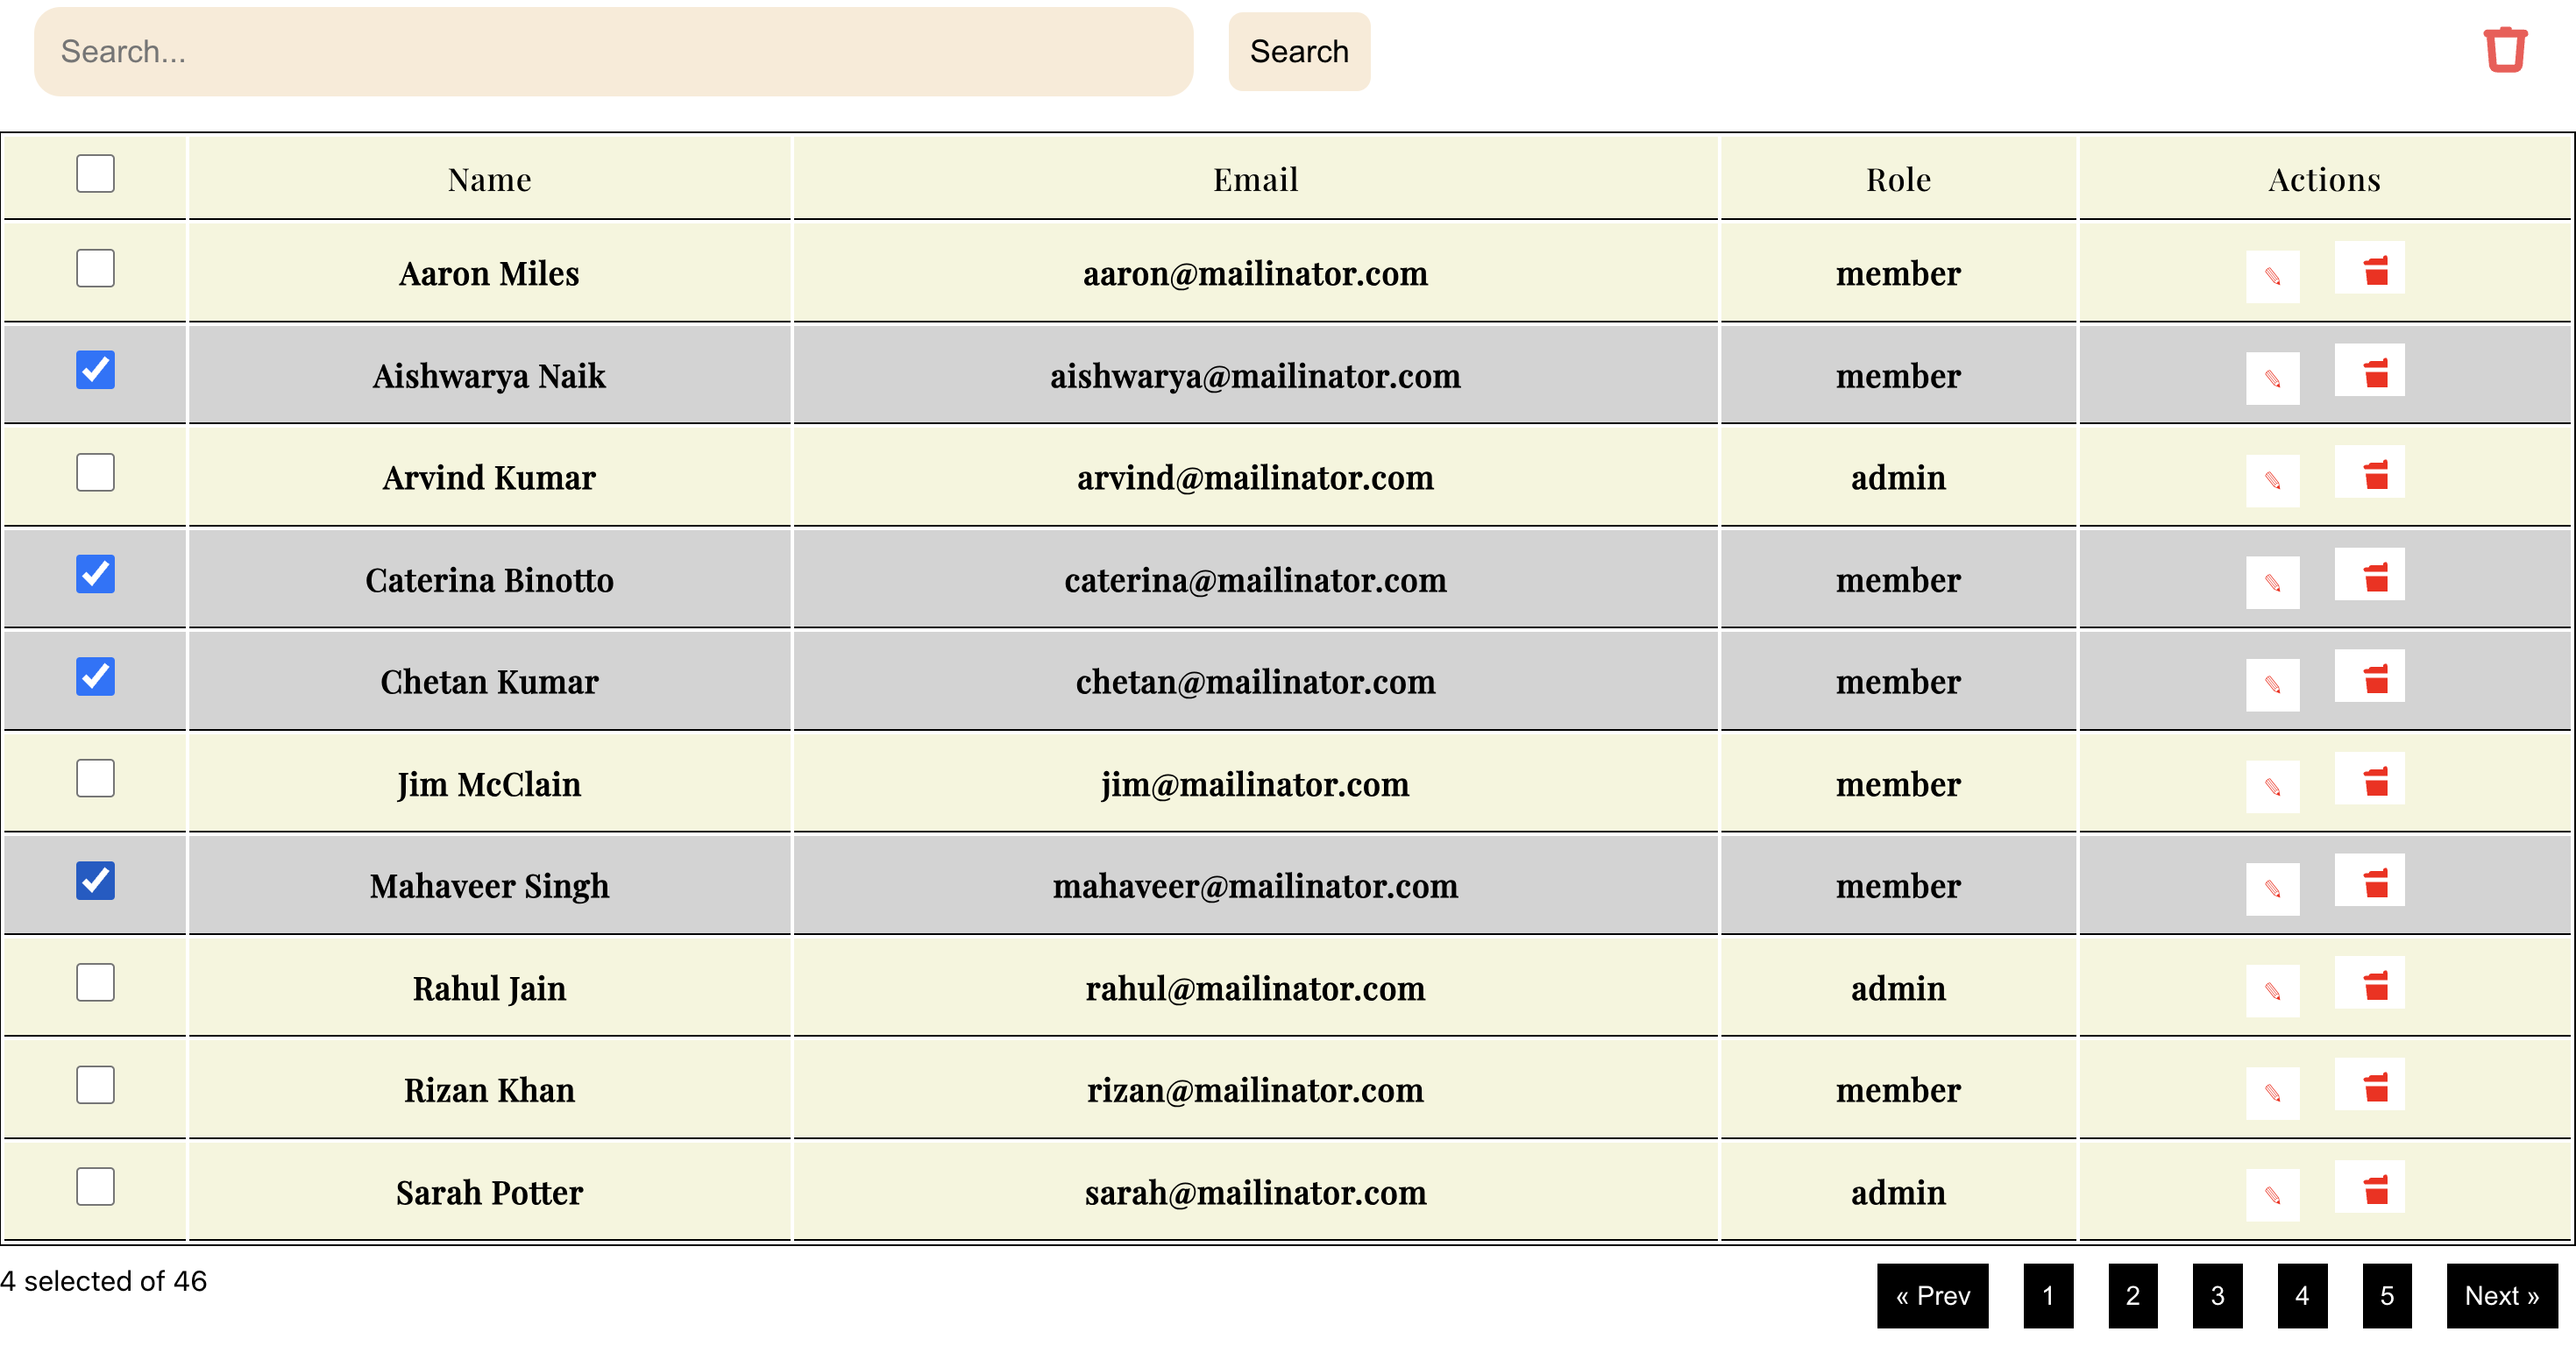 Search... Search
Name Email Role Actions
Aaron Miles aaron@mailinator.com member
Aishwarya Naik aishwarya@mailinator.com member
Arvind Kumar arvind@mailinator.com admin
Caterina Binotto caterina@mailinator.com member
Chetan Kumar chetan@mailinator.com member
Jim McClain jim@mailinator.com member
Mahaveer Singh mahaveer@mailinator.com member
Rahul Jain rahul@mailinator.com admin
Rizan Khan rizan@mailinator.com member
Sarah Potter sarah@mailinator.com admin
4 selected of 46 « Prev 1 2 3 4 5 Next »